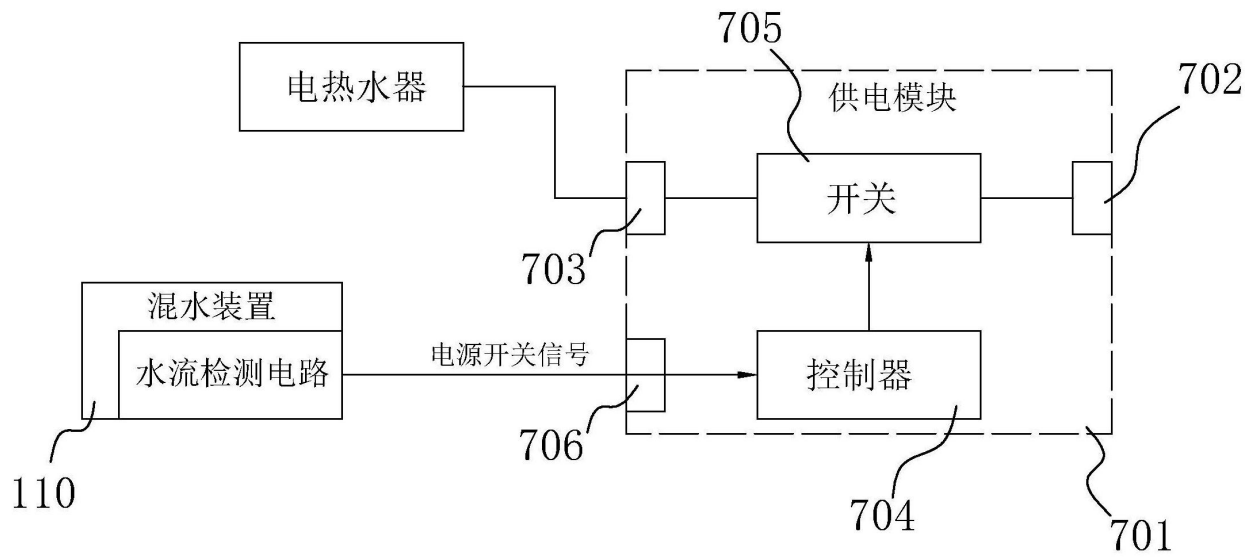 705
702
电热水器
供电模块
开关
703
混水装置
水流检测电路
电源开关信号
控制器
706
110
704
701